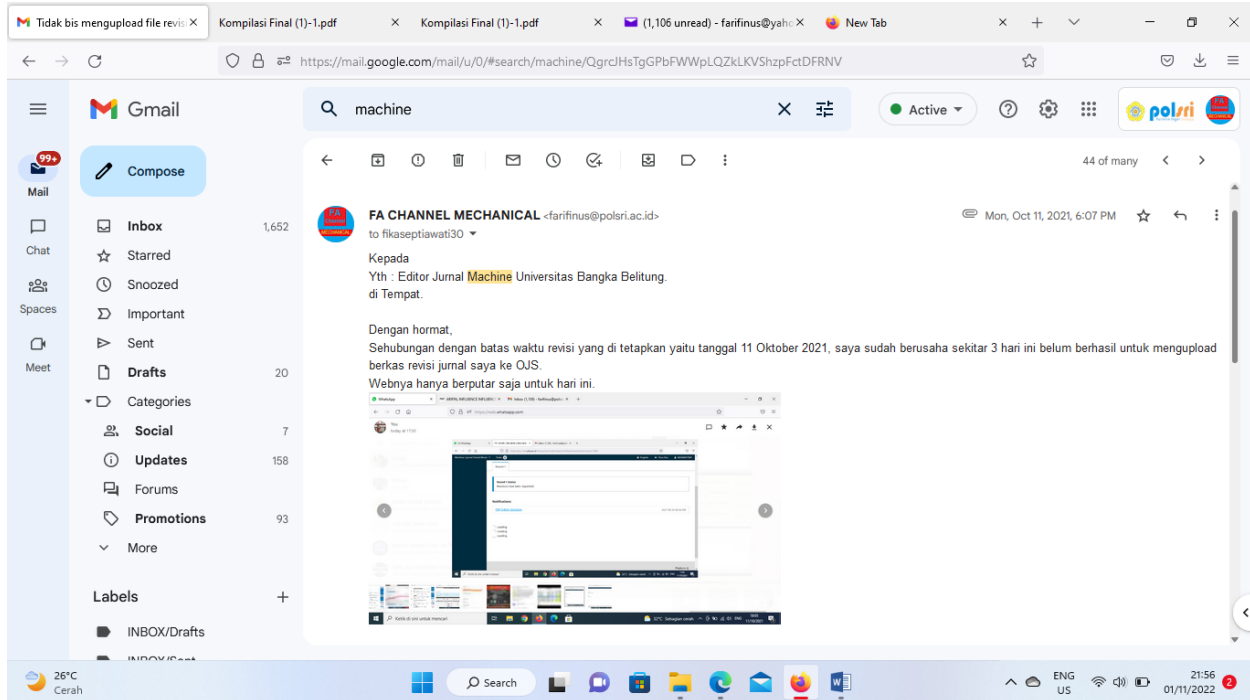 Tidak bis mengupload file revisi
Kompilasi Final (1)-1.pdf
Kompilasi Final (1)-1.pdf
(1,106 unread) - farifinus@yaho
New Tab
https://mail.google.com/mail/u/0/#search/machine/QgrcJHsTgGPbFWWpLQZkLKVShzpFctDFRNV
Gmail
machine
Active
polsri
99+
Mail
Chat
Spaces
Meet
Compose
Inbox 1,652
Starred
Snoozed
Important
Sent
Drafts 20
Categories
Social 7
Updates 158
Forums
Promotions 93
More
Labels
INBOX/Drafts
44 of many
FA CHANNEL MECHANICAL <farifinus@polsri.ac.id>
Mon, Oct 11, 2021, 6:07 PM
to fikaseptiawati30
Kepada
Yth : Editor Jurnal Machine Universitas Bangka Belitung.
di Tempat.
Dengan hormat,
Sehubungan dengan batas waktu revisi yang di tetapkan yaitu tanggal 11 Oktober 2021, saya sudah berusaha sekitar 3 hari ini belum berhasil untuk mengupload
berkas revisi jurnal saya ke OJS.
Webnya hanya berputar saja untuk hari ini.
26°C
Cerah
Search
ENG
US
21:56
01/11/2022
2